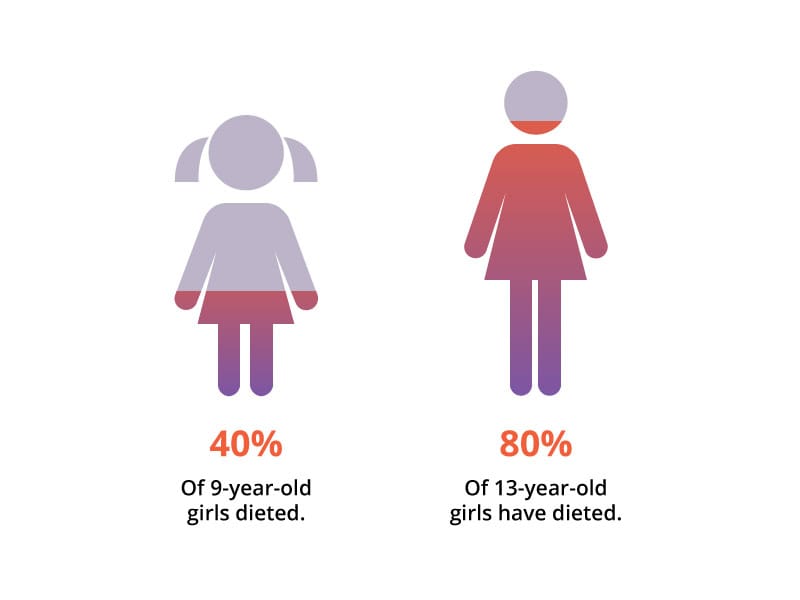 40%
Of 9-year-old
girls dieted.
80%
Of 13-year-old
girls have dieted.